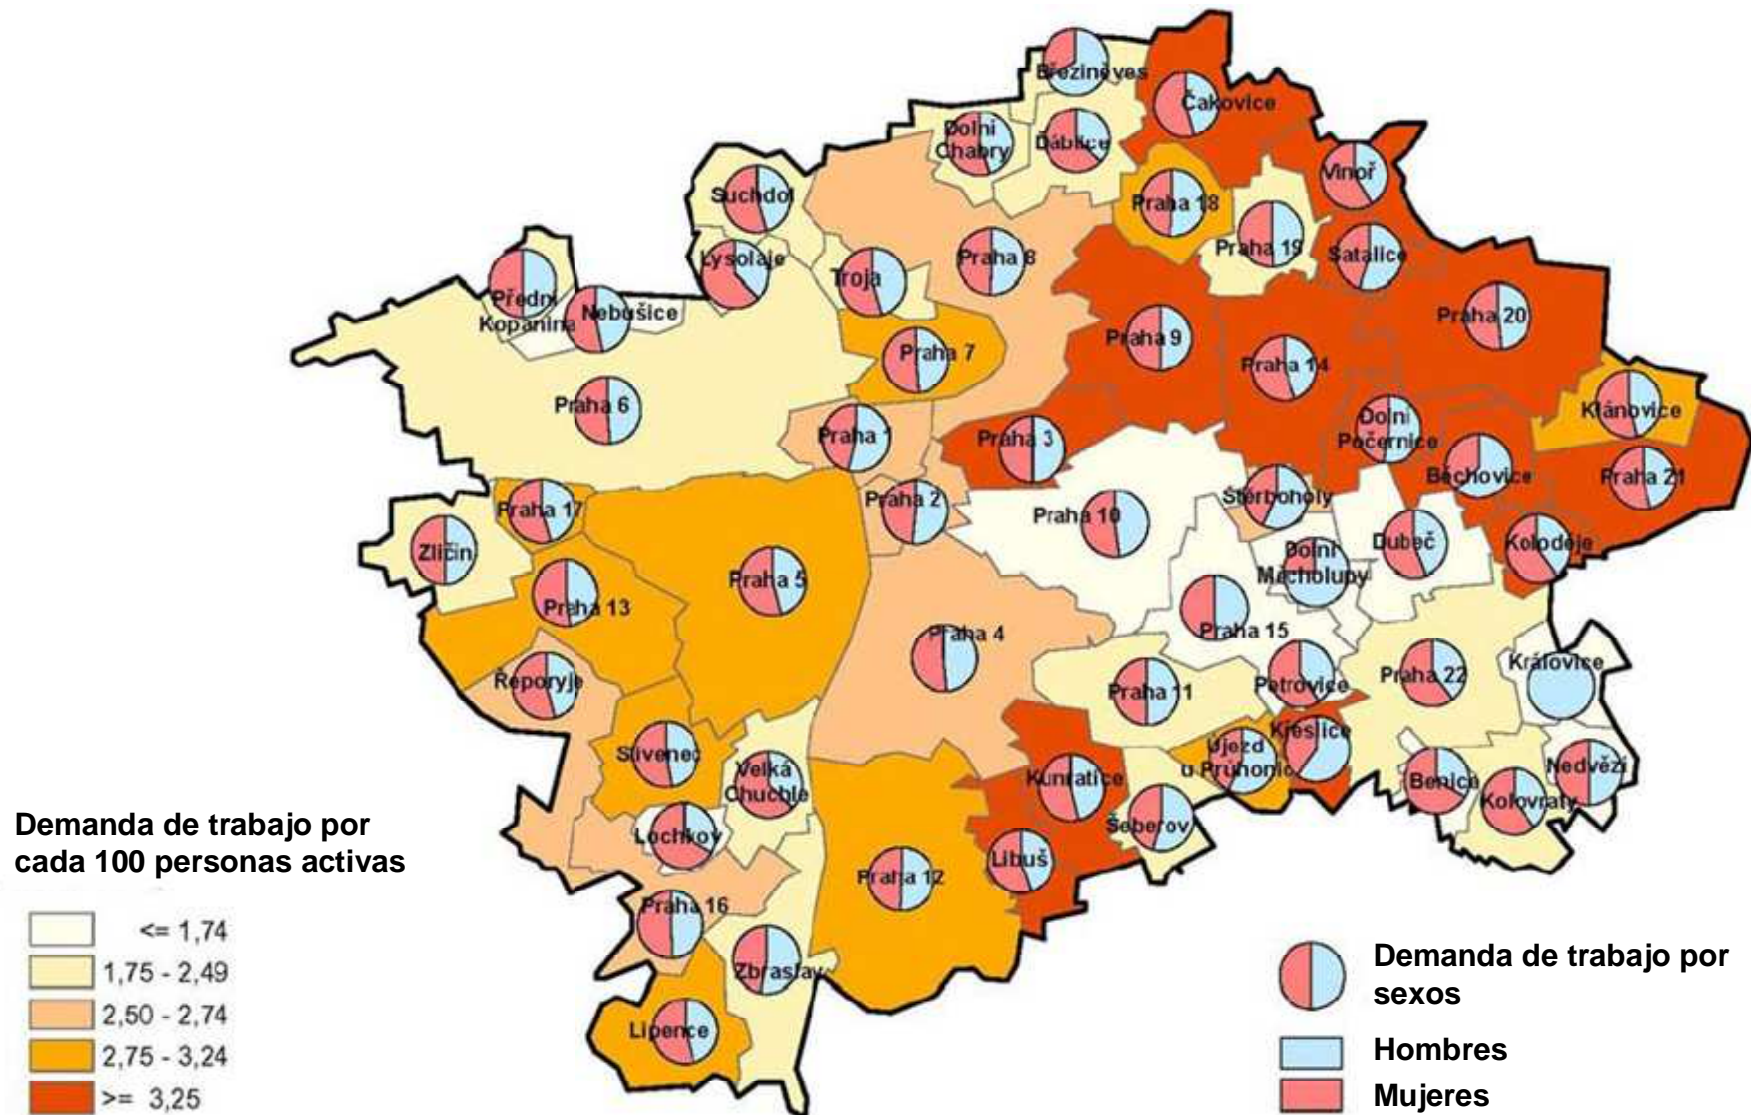 Březiněves
Čakovice
Dolní
Chabry
Ďáblice
Vinoř
Suchdol
Praha 18
Praha 19
Satalice
Lysolaje
Troja
Praha 8
Přední
Kopanina
Nebušice
Praha 20
Praha 9
Praha 7
Praha 14
Praha 6
Klánovice
Praha 1
Praha 3
Dolní
Počernice
Běchovice
Praha 21
Praha 2
Štěrboholy
Praha 17
Praha 10
Zličín
Dolní
Měcholupy
Dubeč
Koloděje
Praha 5
Praha 13
Praha 4
Praha 15
Královice
Řeporyje
Praha 11
Petrovice
Praha 22
Slivenec
Velká
Chuchle
Kunratice
Újezd
u Průhonic
Křeslice
Benice
Nedvězí
Kolovraty
Lochkov
Šeberov
Libuš
Praha 12
Praha 16
Zbraslav
Lipence
Demanda de trabajo por
cada 100 personas activas
<= 1,74
1,75 - 2,49
2,50 - 2,74
2,75 - 3,24
>= 3,25
Demanda de trabajo por
sexos
Hombres
Mujeres